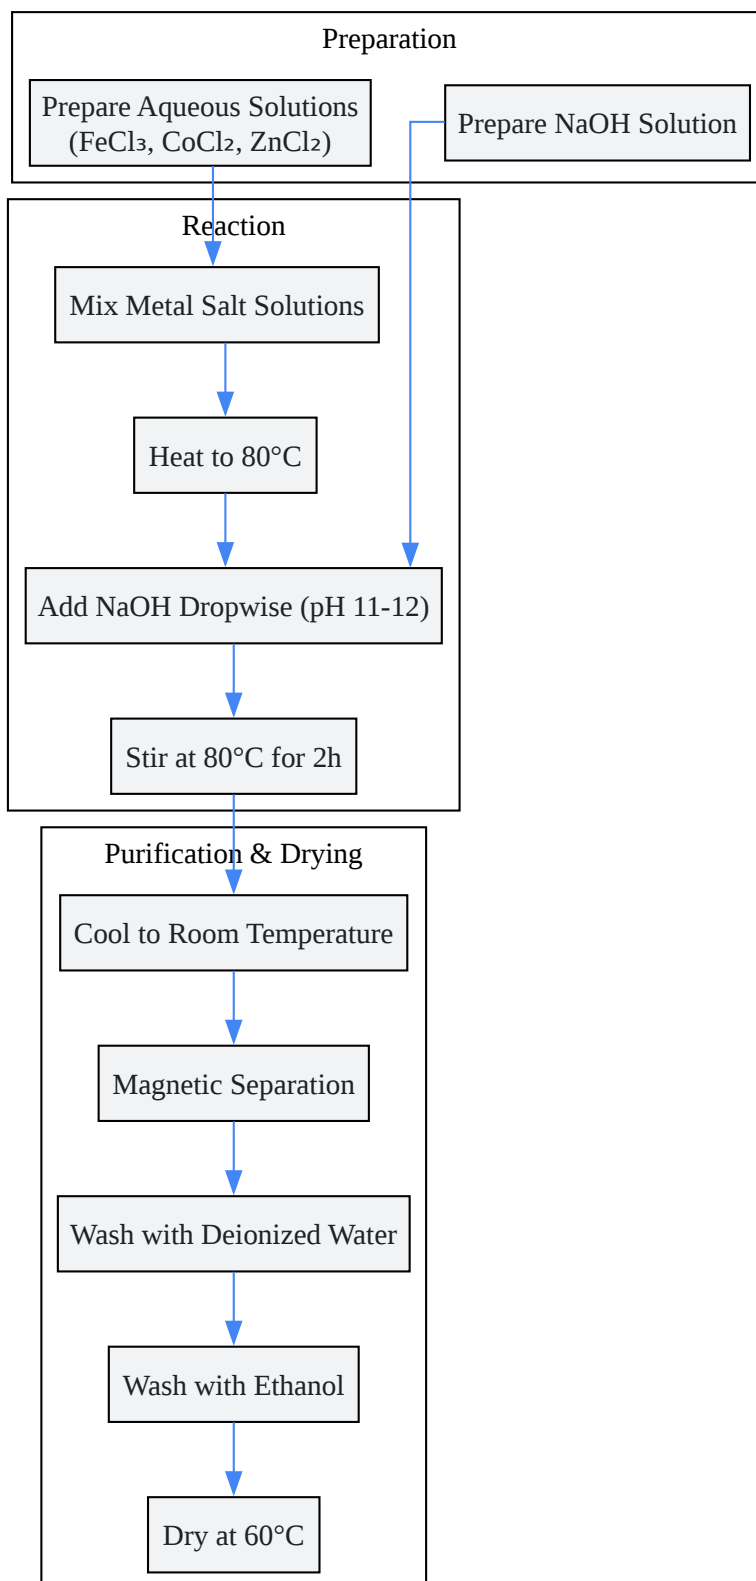 Preparation
Prepare Aqueous Solutions
(FeCl₃, CoCl₂, ZnCl₂)
Prepare NaOH Solution
Reaction
Mix Metal Salt Solutions
Heat to 80°C
Add NaOH Dropwise (pH 11-12)
Stir at 80°C for 2h
Purification & Drying
Cool to Room Temperature
Magnetic Separation
Wash with Deionized Water
Wash with Ethanol
Dry at 60°C